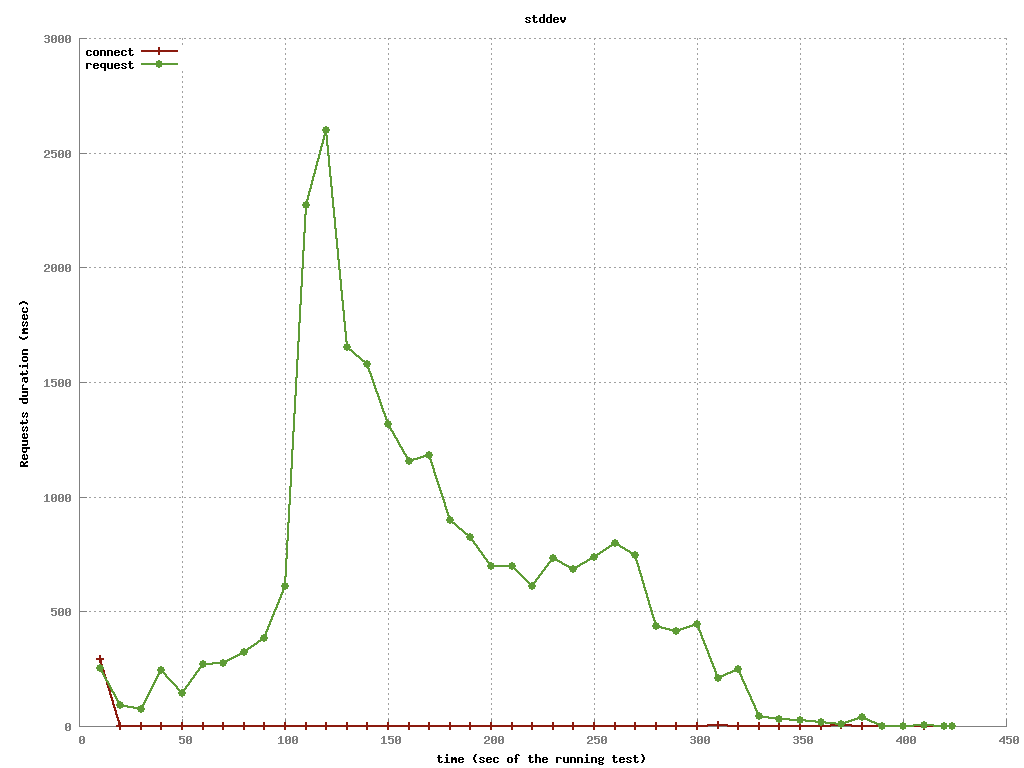 stddev
connect
request
3000
2500
2000
1500
1000
500
0
Requests duration (msec)
0 50 100 150 200 250 300 350 400 450
time (sec of the running test)